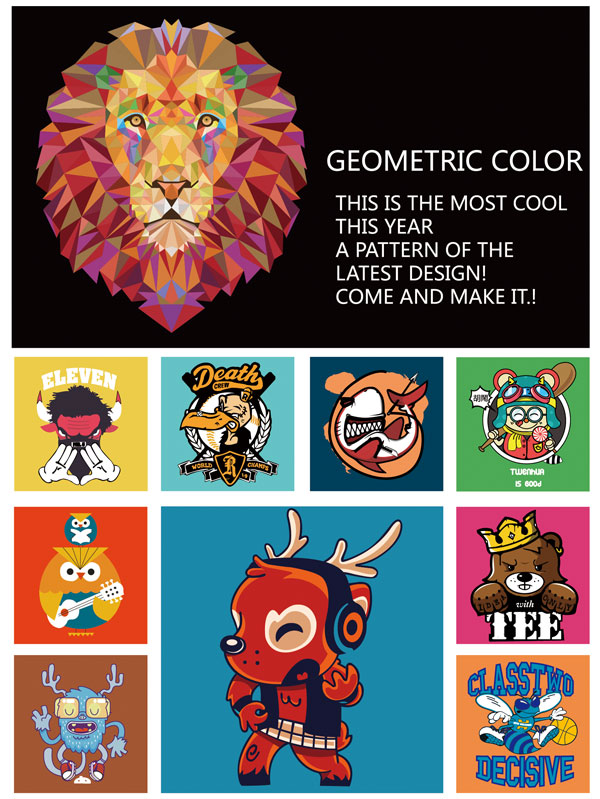 GEOMETRIC COLOR
THIS IS THE MOST COOL
THIS YEAR
A PATTERN OF THE
LATEST DESIGN!
COME AND MAKE IT.!
ELEVEN
Death
CREW
WORLD
CHAMPS
R
Twenhua
is good
with
TEE
CLASSTWO
DECISIVE